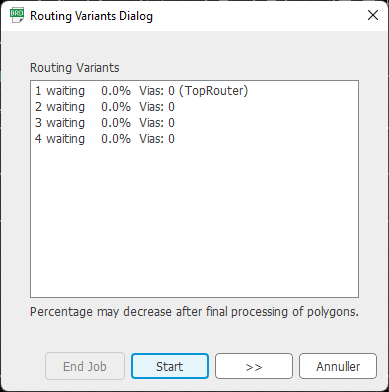 BRD Routing Variants Dialog
Routing Variants
1 waiting 0.0% Vias: 0 (TopRouter)
2 waiting 0.0% Vias: 0
3 waiting 0.0% Vias: 0
4 waiting 0.0% Vias: 0
Percentage may decrease after final processing of polygons.
End Job Start >> Annuller